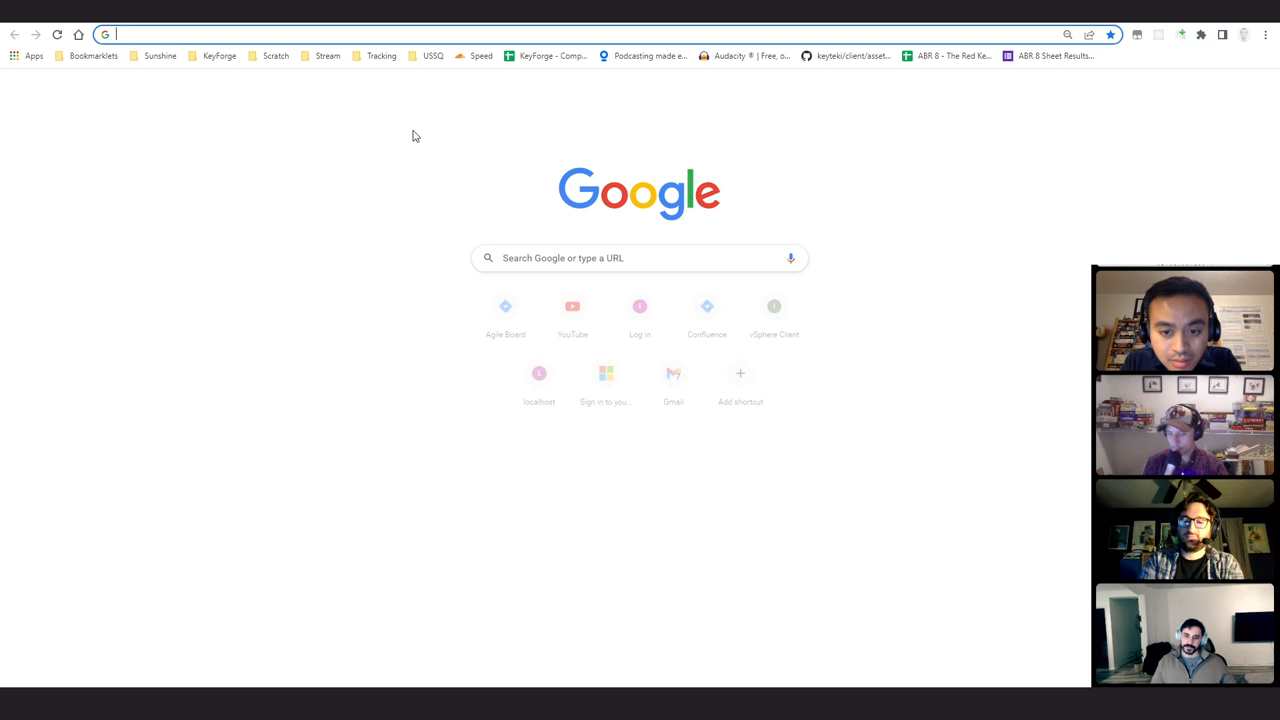 Apps Bookmarklets Sunshine KeyForge Scratch Stream Tracking USSQ Speed KeyForge - Comp... Podcasting made e... Audacity ® | Free, o... keyteki/client/asset... ABR 8 - The Red Ke... ABR 8 Sheet Results...
Google
Search Google or type a URL
Agile Board YouTube Log in Confluence vSphere Client
localhost Sign in to you... Gmail Add shortcut